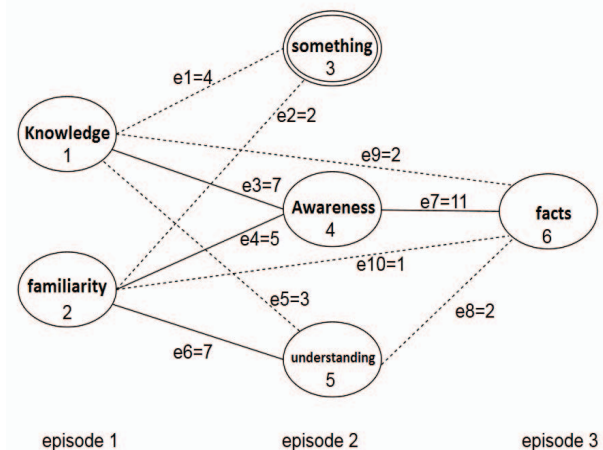 something
3
e1=4
e2=2
Knowledge
1
e9=2
e3=7
Awareness
4
e7=11
facts
6
e4=5
e10=1
familiarity
2
e5=3
e8=2
e6=7
understanding
5
episode 1
episode 2
episode 3